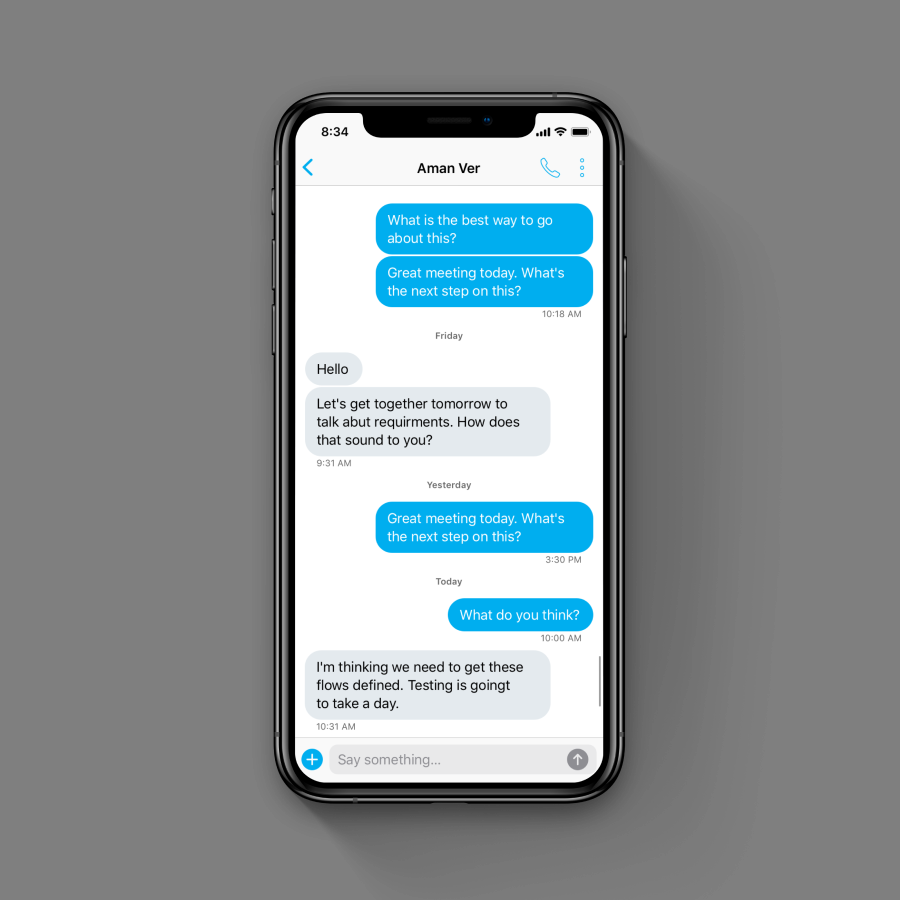 8:34
Aman Ver
What is the best way to go
about this?
Great meeting today. What's
the next step on this?
10:18 AM
Friday
Hello
Let's get together tomorrow to
talk abut requirments. How does
that sound to you?
9:31 AM
Yesterday
Great meeting today. What's
the next step on this?
3:30 PM
Today
What do you think?
10:00 AM
I'm thinking we need to get these
flows defined. Testing is goingt
to take a day.
10:31 AM
Say something...